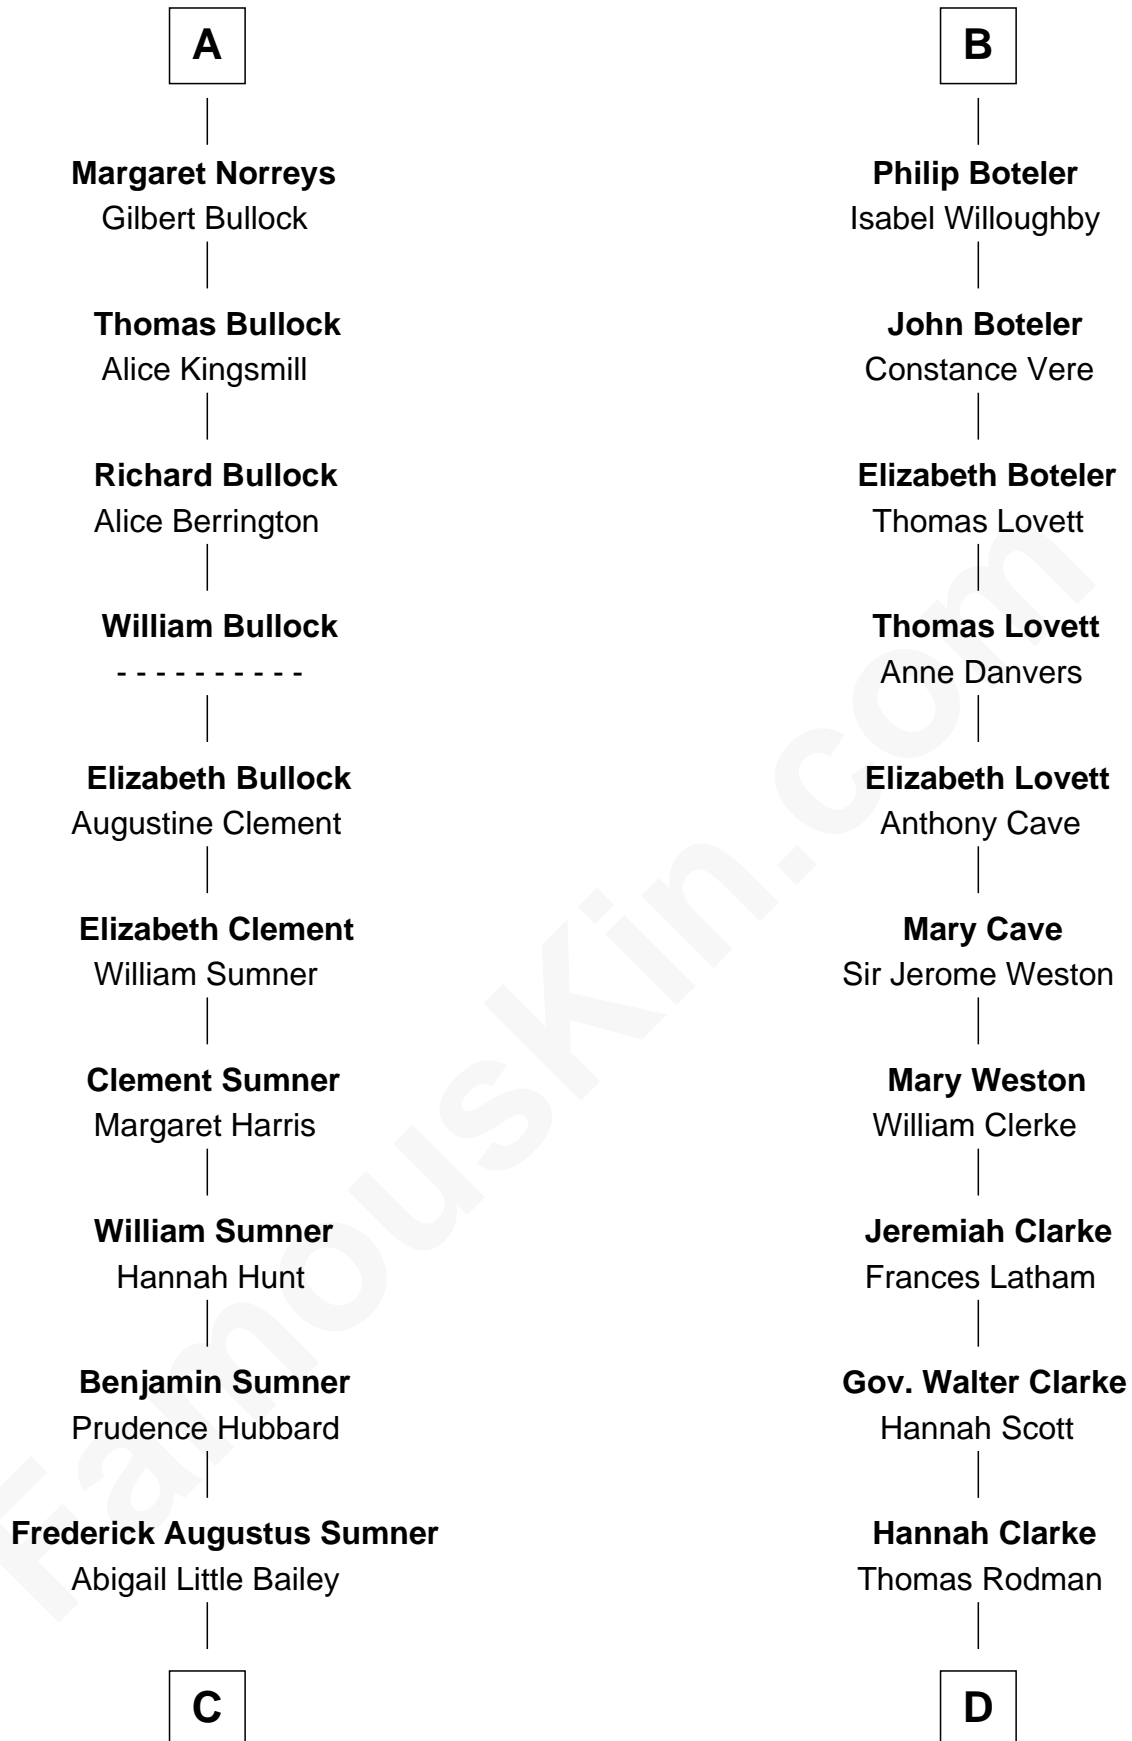 A
Margaret Norreys
Gilbert Bullock
Thomas Bullock
Alice Kingsmill
Richard Bullock
Alice Berrington
William Bullock
- - - - - - - - - -
Elizabeth Bullock
Augustine Clement
Elizabeth Clement
William Sumner
Clement Sumner
Margaret Harris
William Sumner
Hannah Hunt
Benjamin Sumner
Prudence Hubbard
Frederick Augustus Sumner
Abigail Little Bailey
C
B
Philip Boteler
Isabel Willoughby
John Boteler
Constance Vere
Elizabeth Boteler
Thomas Lovett
Thomas Lovett
Anne Danvers
Elizabeth Lovett
Anthony Cave
Mary Cave
Sir Jerome Weston
Mary Weston
William Clerke
Jeremiah Clarke
Frances Latham
Gov. Walter Clarke
Hannah Scott
Hannah Clarke
Thomas Rodman
D
FamousKin.com